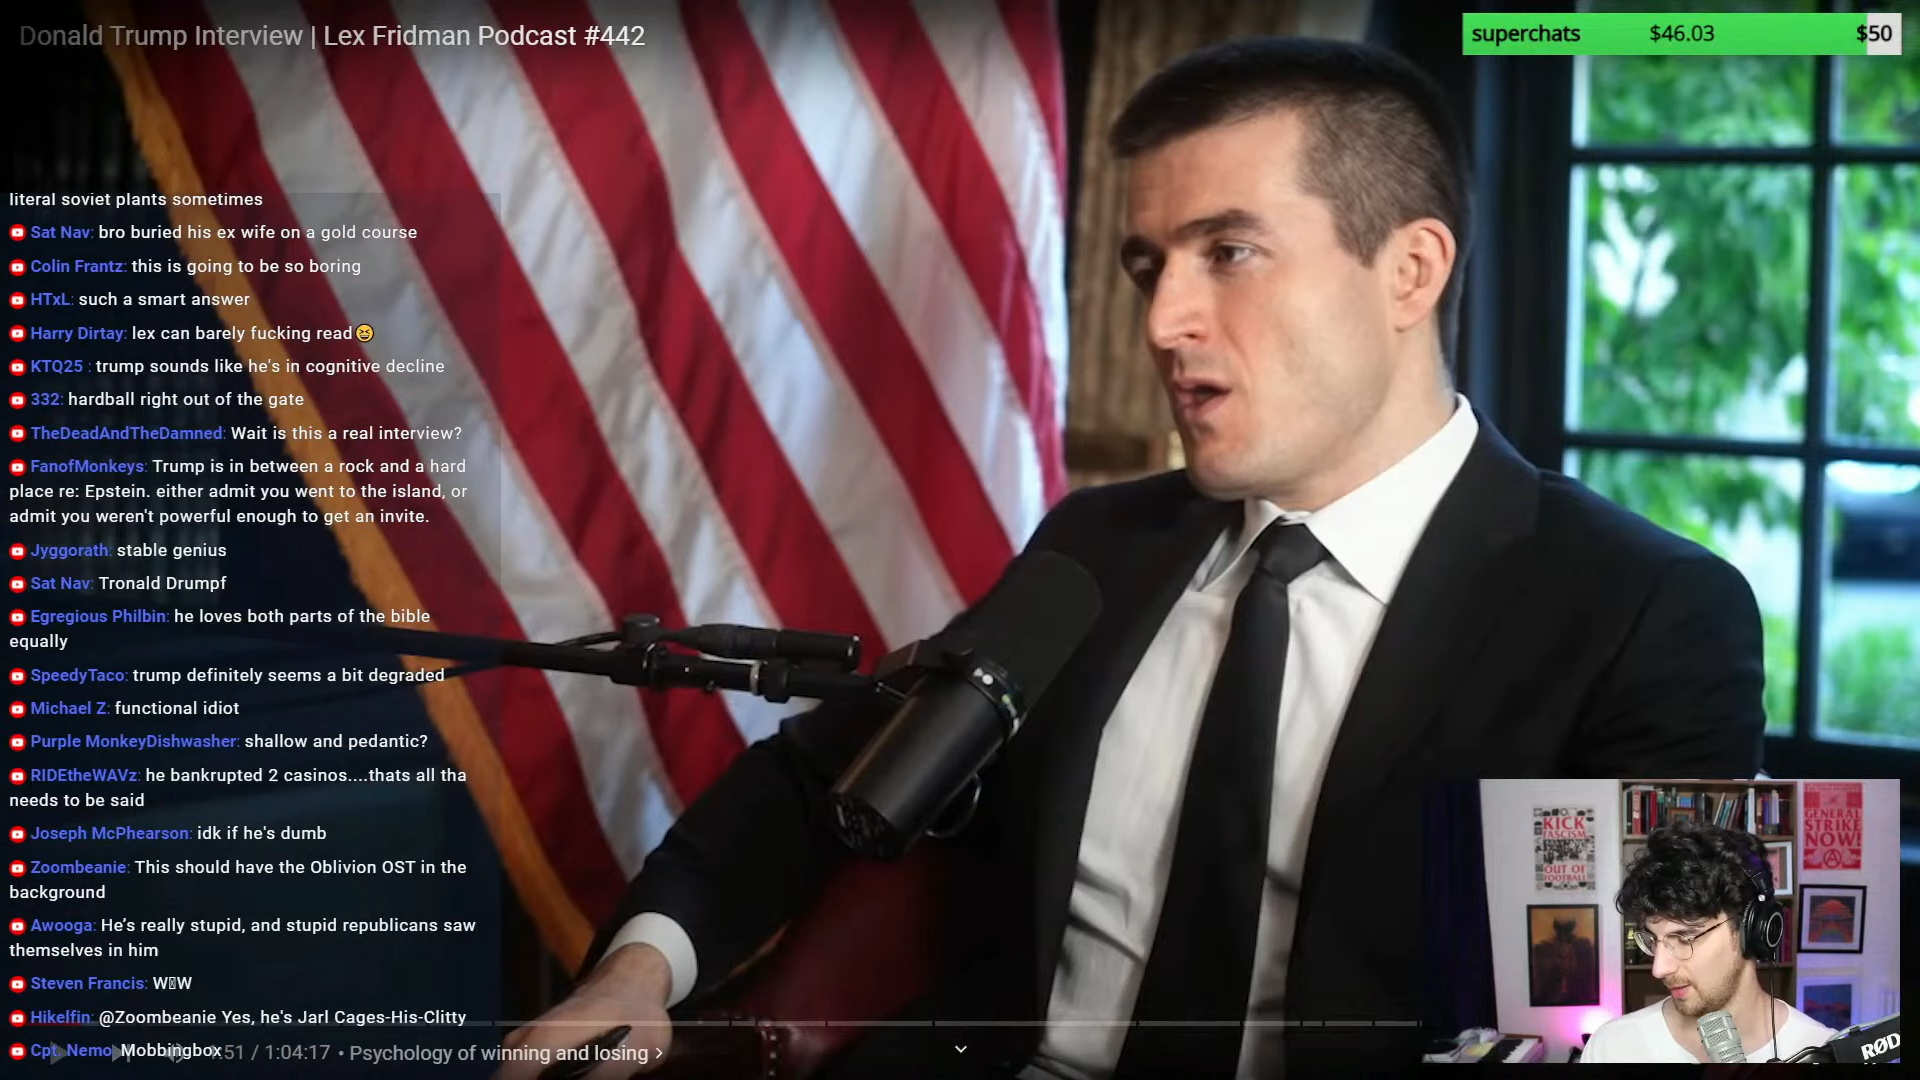 Donald Trump Interview | Lex Fridman Podcast #442
superchats $46.03 $50
literal soviet plants sometimes
Sat Nav: bro buried his ex wife on a gold course
Colin Frantz: this is going to be so boring
HTxL: such a smart answer
Harry Dirtay: lex can barely fucking read😆
KTQ25 : trump sounds like he's in cognitive decline
332: hardball right out of the gate
TheDeadAndTheDamned: Wait is this a real interview?
FanofMonkeys: Trump is in between a rock and a hard
place re: Epstein. either admit you went to the island, or
admit you weren't powerful enough to get an invite.
Jyggorath: stable genius
Sat Nav: Tronald Drumpf
Egregious Philbin: he loves both parts of the bible
equally
SpeedyTaco: trump definitely seems a bit degraded
Michael Z: functional idiot
Purple MonkeyDishwasher: shallow and pedantic?
RIDEtheWAVz: he bankrupted 2 casinos....thats all tha
needs to be said
Joseph McPhearson: idk if he's dumb
Zoombeanie: This should have the Oblivion OST in the
background
Awooga: He's really stupid, and stupid republicans saw
themselves in him
Steven Francis: W▯W
Hikelfin: @Zoombeanie Yes, he's Jarl Cages-His-Clitty
Cpt. Nemo: Mobbingbox
:51 / 1:04:17 • Psychology of winning and losing >
KICK
FASCISM
OUT OF
FOOTBALL
GENERAL
STRIKE
NOW!
RØD